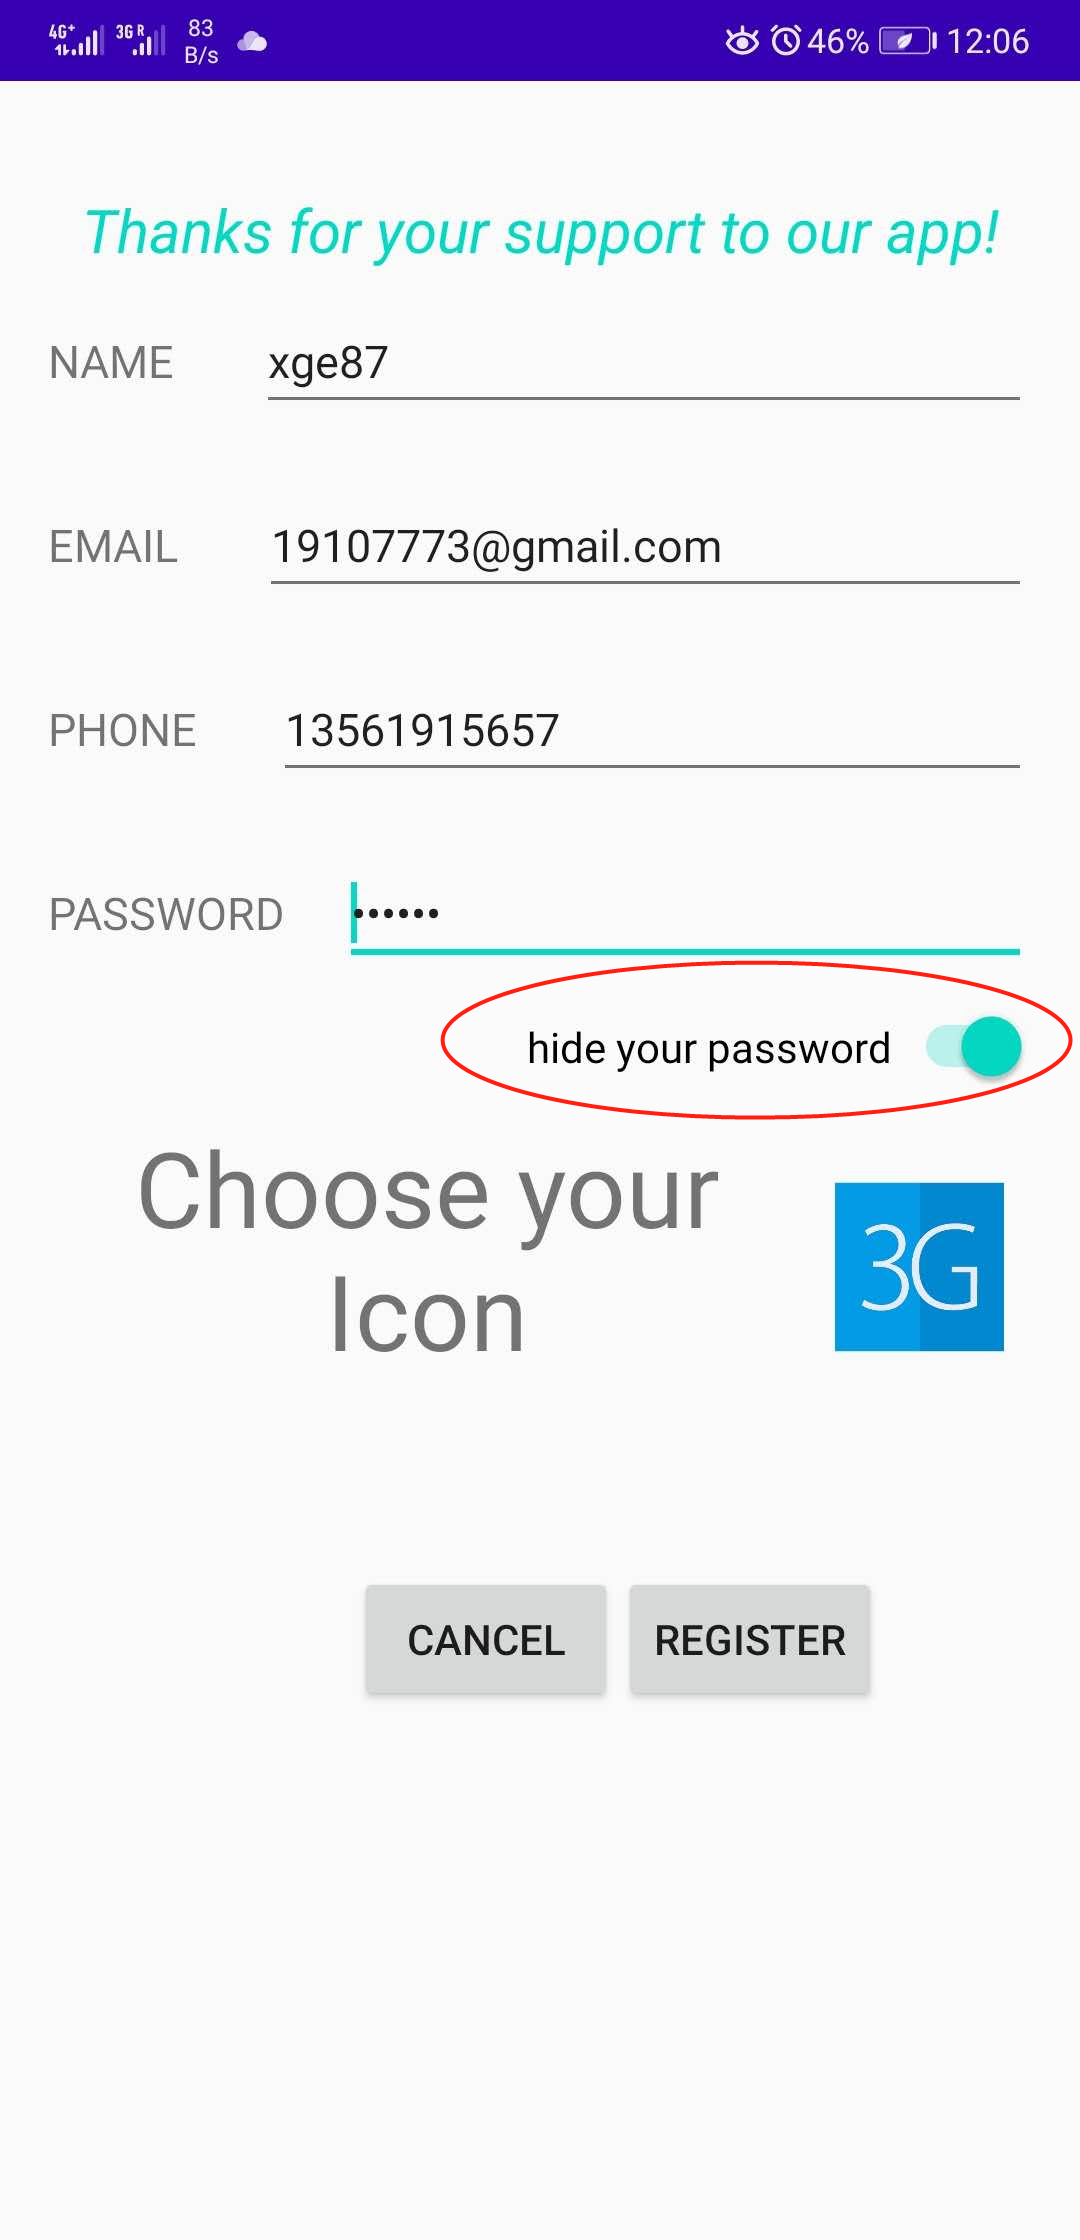 4G+ 3G R 83 B/s 46% 12:06
Thanks for your support to our app!
NAME xge87
EMAIL 19107773@gmail.com
PHONE 13561915657
PASSWORD ••••••
hide your password
Choose your
Icon
3G
CANCEL REGISTER